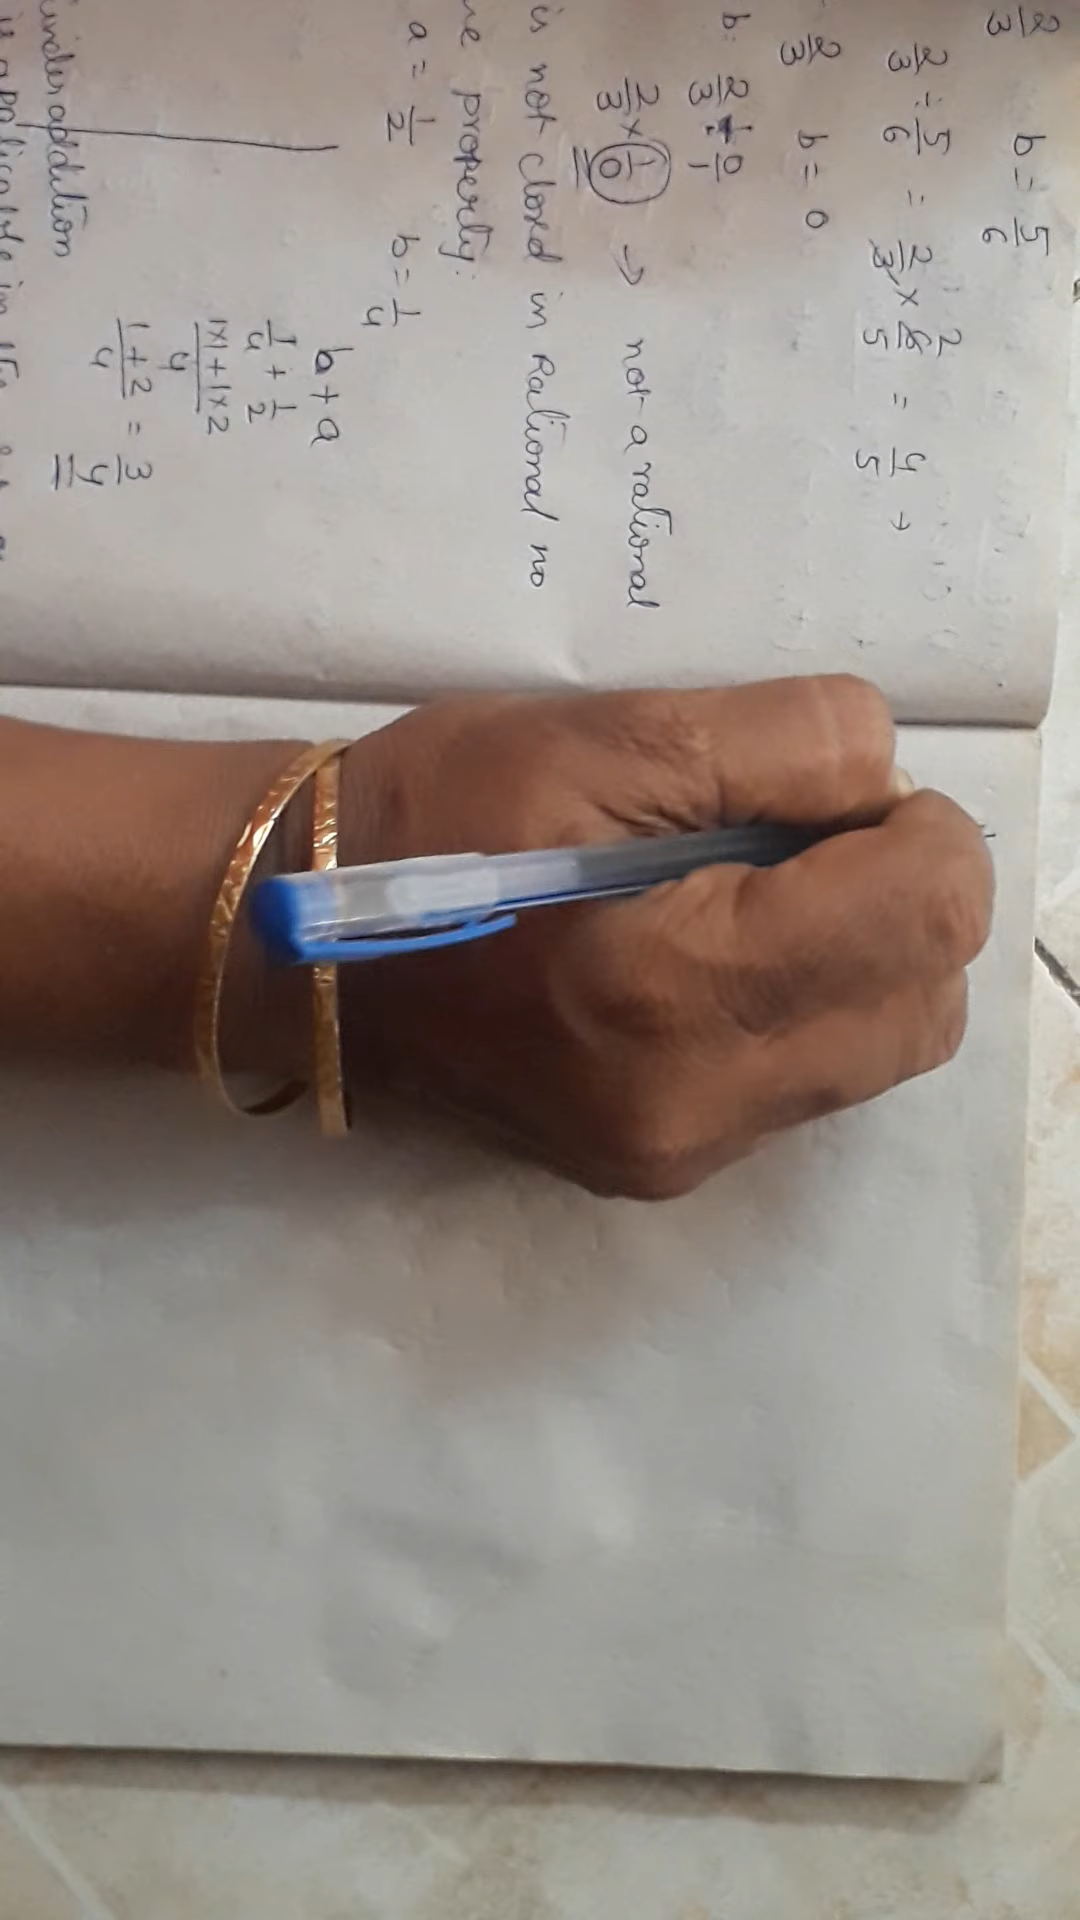 2/3 b = 5/6
2/3 ÷ 5/6 = 2/3 × 6/5 = 4/5 →
2/3 b = 0
b: 2/3 ÷ 0/1
2/3 × 1/0 → not a rational
is not closed in Rational no
property:
a = 1/2 b = 1/4
b + a
1/4 + 1/2
1×1 + 1×2 / 4
1+2 / 4 = 3/4
under addition